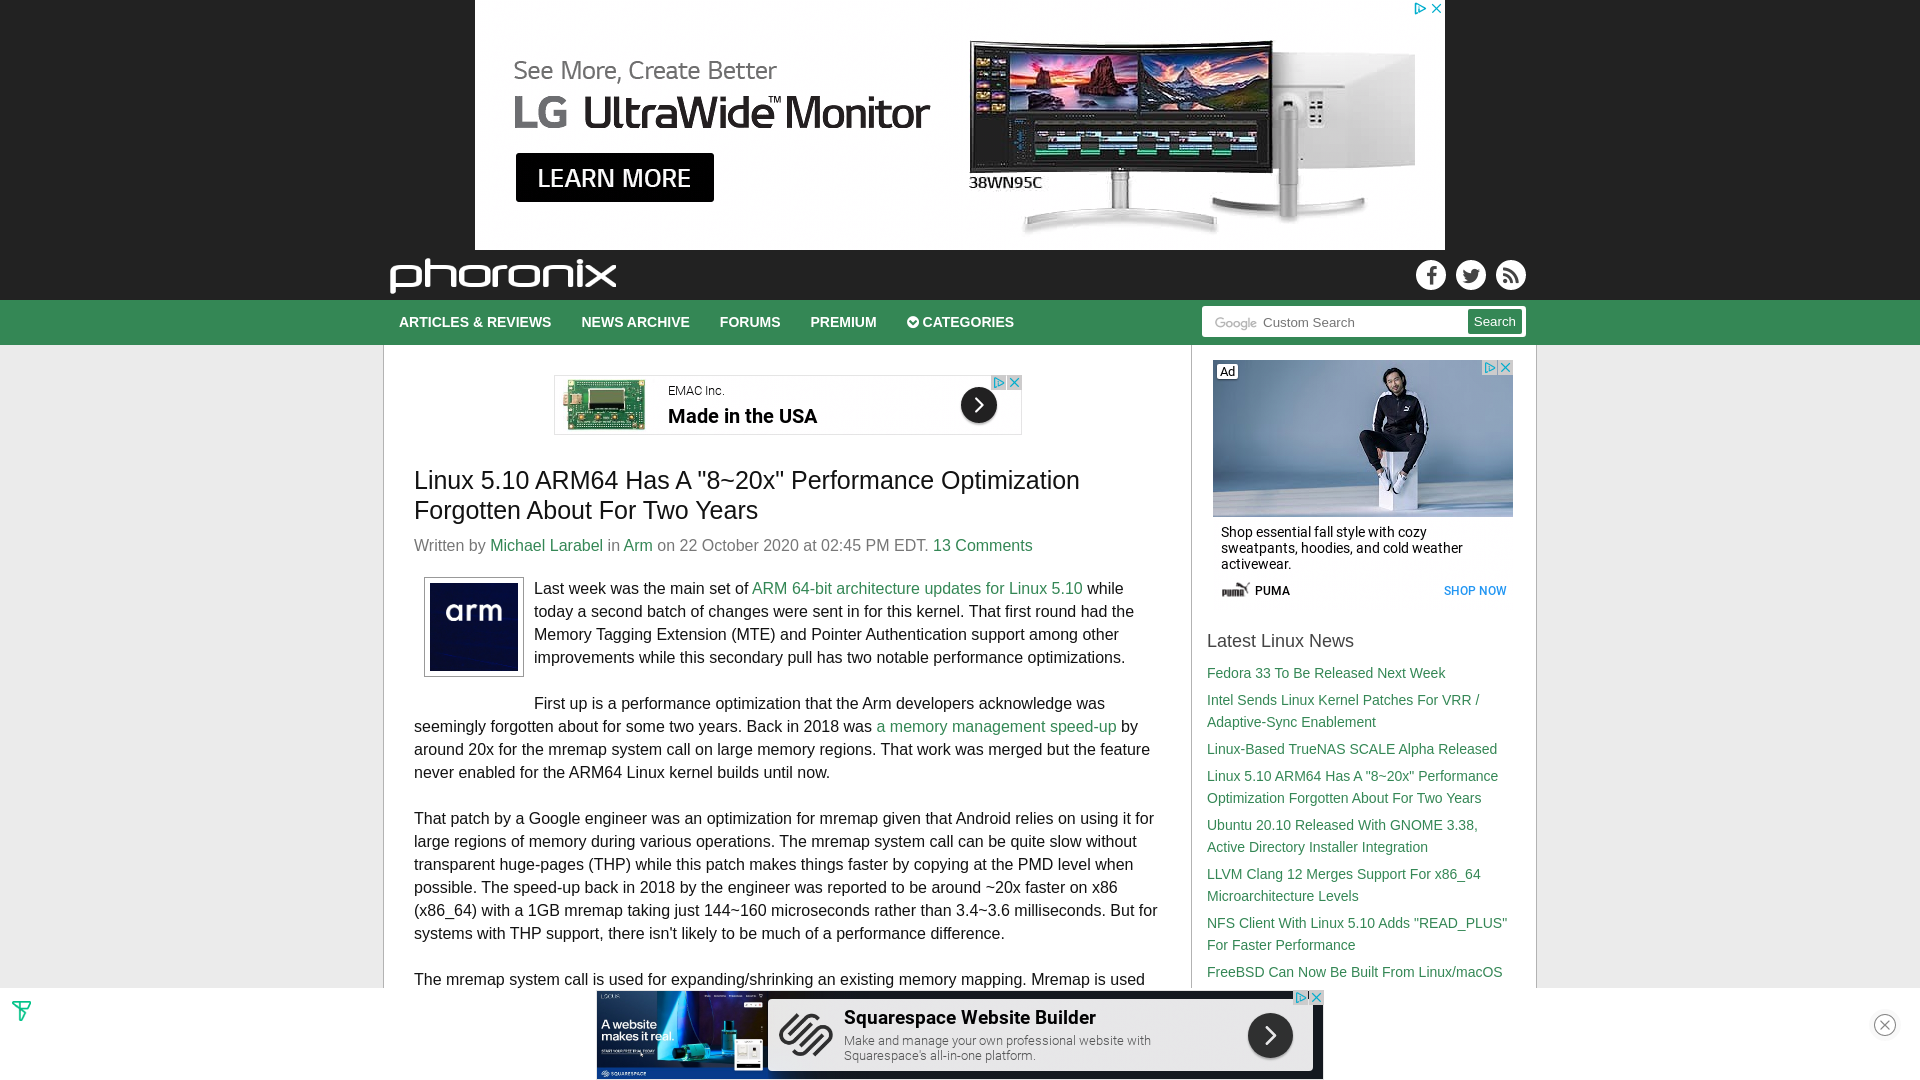 See More, Create Better
LG UltraWide™ Monitor
LEARN MORE
38WN95C
phoronix
ARTICLES & REVIEWS
NEWS ARCHIVE
FORUMS
PREMIUM
CATEGORIES
Google Custom Search
Search
EMAC Inc.
Made in the USA
Linux 5.10 ARM64 Has A "8~20x" Performance Optimization
Forgotten About For Two Years
Written by Michael Larabel in Arm on 22 October 2020 at 02:45 PM EDT. 13 Comments
arm
Last week was the main set of ARM 64-bit architecture updates for Linux 5.10 while
today a second batch of changes were sent in for this kernel. That first round had the
Memory Tagging Extension (MTE) and Pointer Authentication support among other
improvements while this secondary pull has two notable performance optimizations.
First up is a performance optimization that the Arm developers acknowledge was
seemingly forgotten about for some two years. Back in 2018 was a memory management speed-up by
around 20x for the mremap system call on large memory regions. That work was merged but the feature
never enabled for the ARM64 Linux kernel builds until now.
That patch by a Google engineer was an optimization for mremap given that Android relies on using it for
large regions of memory during various operations. The mremap system call can be quite slow without
transparent huge-pages (THP) while this patch makes things faster by copying at the PMD level when
possible. The speed-up back in 2018 by the engineer was reported to be around ~20x faster on x86
(x86_64) with a 1GB mremap taking just 144~160 microseconds rather than 3.4~3.6 milliseconds. But for
systems with THP support, there isn't likely to be much of a performance difference.
The mremap system call is used for expanding/shrinking an existing memory mapping. Mremap is used
Ad
Shop essential fall style with cozy
sweatpants, hoodies, and cold weather
activewear.
PUMA
PUMA
SHOP NOW
Latest Linux News
Fedora 33 To Be Released Next Week
Intel Sends Linux Kernel Patches For VRR /
Adaptive-Sync Enablement
Linux-Based TrueNAS SCALE Alpha Released
Linux 5.10 ARM64 Has A "8~20x" Performance
Optimization Forgotten About For Two Years
Ubuntu 20.10 Released With GNOME 3.38,
Active Directory Installer Integration
LLVM Clang 12 Merges Support For x86_64
Microarchitecture Levels
NFS Client With Linux 5.10 Adds "READ_PLUS"
For Faster Performance
FreeBSD Can Now Be Built From Linux/macOS
A website
makes it real.
START YOUR FREE TRIAL TODAY
SQUARESPACE
Squarespace Website Builder
Make and manage your own professional website with
Squarespace's all-in-one platform.